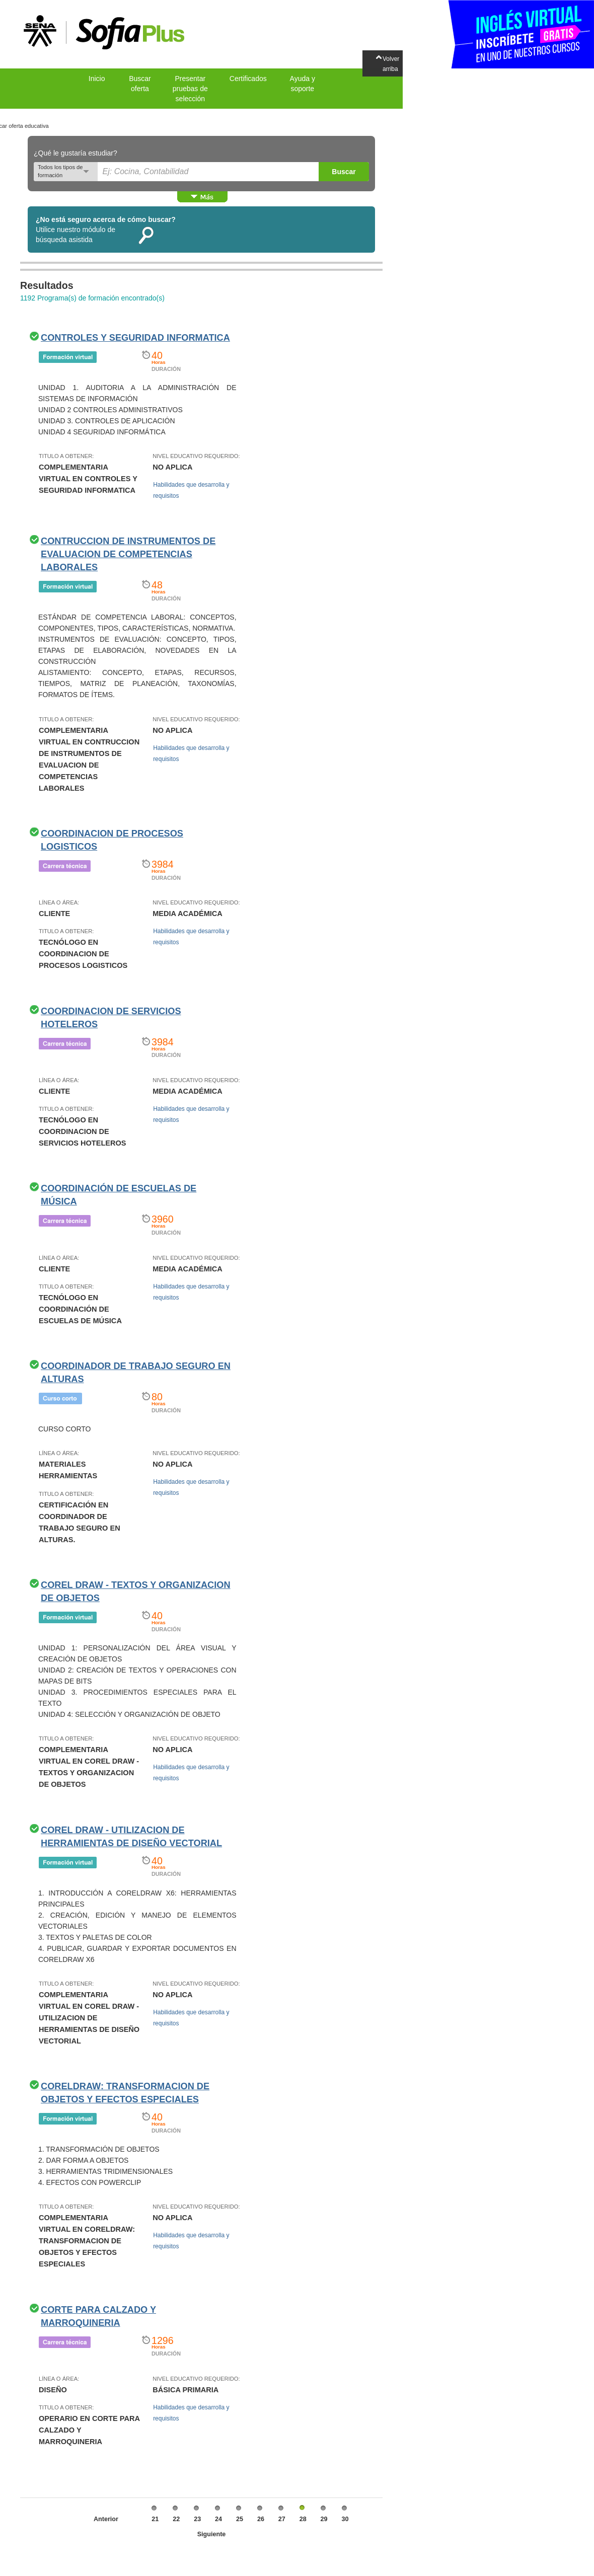 SENA
Sofia Plus
INGLÉS VIRTUAL
INSCRÍBETE GRATIS
EN UNO DE NUESTROS CURSOS
Volver
arriba
Inicio
Buscar
oferta
Presentar
pruebas de
selección
Certificados
Ayuda y
soporte
car oferta educativa
¿Qué le gustaría estudiar?
Todos los tipos de
formación
Ej: Cocina, Contabilidad
Buscar
Más
¿No está seguro acerca de cómo buscar?
Utilice nuestro módulo de
búsqueda asistida
Resultados
1192 Programa(s) de formación encontrado(s)
CONTROLES Y SEGURIDAD INFORMATICA
Formación virtual
40
Horas
DURACIÓN
UNIDAD 1. AUDITORIA A LA ADMINISTRACIÓN DE
SISTEMAS DE INFORMACIÓN
UNIDAD 2 CONTROLES ADMINISTRATIVOS
UNIDAD 3. CONTROLES DE APLICACIÓN
UNIDAD 4 SEGURIDAD INFORMÁTICA
TITULO A OBTENER:
COMPLEMENTARIA
VIRTUAL EN CONTROLES Y
SEGURIDAD INFORMATICA
NIVEL EDUCATIVO REQUERIDO:
NO APLICA
Habilidades que desarrolla y
requisitos
CONTRUCCION DE INSTRUMENTOS DE
EVALUACION DE COMPETENCIAS
LABORALES
Formación virtual
48
Horas
DURACIÓN
ESTÁNDAR DE COMPETENCIA LABORAL: CONCEPTOS,
COMPONENTES, TIPOS, CARACTERÍSTICAS, NORMATIVA.
INSTRUMENTOS DE EVALUACIÓN: CONCEPTO, TIPOS,
ETAPAS DE ELABORACIÓN, NOVEDADES EN LA
CONSTRUCCIÓN
ALISTAMIENTO: CONCEPTO, ETAPAS, RECURSOS,
TIEMPOS, MATRIZ DE PLANEACIÓN, TAXONOMÍAS,
FORMATOS DE ÍTEMS.
TITULO A OBTENER:
COMPLEMENTARIA
VIRTUAL EN CONTRUCCION
DE INSTRUMENTOS DE
EVALUACION DE
COMPETENCIAS
LABORALES
NIVEL EDUCATIVO REQUERIDO:
NO APLICA
Habilidades que desarrolla y
requisitos
COORDINACION DE PROCESOS
LOGISTICOS
Carrera técnica
3984
Horas
DURACIÓN
LÍNEA O ÁREA:
CLIENTE
TITULO A OBTENER:
TECNÓLOGO EN
COORDINACION DE
PROCESOS LOGISTICOS
NIVEL EDUCATIVO REQUERIDO:
MEDIA ACADÉMICA
Habilidades que desarrolla y
requisitos
COORDINACION DE SERVICIOS
HOTELEROS
Carrera técnica
3984
Horas
DURACIÓN
LÍNEA O ÁREA:
CLIENTE
TITULO A OBTENER:
TECNÓLOGO EN
COORDINACION DE
SERVICIOS HOTELEROS
NIVEL EDUCATIVO REQUERIDO:
MEDIA ACADÉMICA
Habilidades que desarrolla y
requisitos
COORDINACIÓN DE ESCUELAS DE
MÚSICA
Carrera técnica
3960
Horas
DURACIÓN
LÍNEA O ÁREA:
CLIENTE
TITULO A OBTENER:
TECNÓLOGO EN
COORDINACIÓN DE
ESCUELAS DE MÚSICA
NIVEL EDUCATIVO REQUERIDO:
MEDIA ACADÉMICA
Habilidades que desarrolla y
requisitos
COORDINADOR DE TRABAJO SEGURO EN
ALTURAS
Curso corto
80
Horas
DURACIÓN
CURSO CORTO
LÍNEA O ÁREA:
MATERIALES
HERRAMIENTAS
TITULO A OBTENER:
CERTIFICACIÓN EN
COORDINADOR DE
TRABAJO SEGURO EN
ALTURAS.
NIVEL EDUCATIVO REQUERIDO:
NO APLICA
Habilidades que desarrolla y
requisitos
COREL DRAW - TEXTOS Y ORGANIZACION
DE OBJETOS
Formación virtual
40
Horas
DURACIÓN
UNIDAD 1: PERSONALIZACIÓN DEL ÁREA VISUAL Y
CREACIÓN DE OBJETOS
UNIDAD 2: CREACIÓN DE TEXTOS Y OPERACIONES CON
MAPAS DE BITS
UNIDAD 3. PROCEDIMIENTOS ESPECIALES PARA EL
TEXTO
UNIDAD 4: SELECCIÓN Y ORGANIZACIÓN DE OBJETO
TITULO A OBTENER:
COMPLEMENTARIA
VIRTUAL EN COREL DRAW -
TEXTOS Y ORGANIZACION
DE OBJETOS
NIVEL EDUCATIVO REQUERIDO:
NO APLICA
Habilidades que desarrolla y
requisitos
COREL DRAW - UTILIZACION DE
HERRAMIENTAS DE DISEÑO VECTORIAL
Formación virtual
40
Horas
DURACIÓN
1. INTRODUCCIÓN A CORELDRAW X6: HERRAMIENTAS
PRINCIPALES
2. CREACIÓN, EDICIÓN Y MANEJO DE ELEMENTOS
VECTORIALES
3. TEXTOS Y PALETAS DE COLOR
4. PUBLICAR, GUARDAR Y EXPORTAR DOCUMENTOS EN
CORELDRAW X6
TITULO A OBTENER:
COMPLEMENTARIA
VIRTUAL EN COREL DRAW -
UTILIZACION DE
HERRAMIENTAS DE DISEÑO
VECTORIAL
NIVEL EDUCATIVO REQUERIDO:
NO APLICA
Habilidades que desarrolla y
requisitos
CORELDRAW: TRANSFORMACION DE
OBJETOS Y EFECTOS ESPECIALES
Formación virtual
40
Horas
DURACIÓN
1. TRANSFORMACIÓN DE OBJETOS
2. DAR FORMA A OBJETOS
3. HERRAMIENTAS TRIDIMENSIONALES
4. EFECTOS CON POWERCLIP
TITULO A OBTENER:
COMPLEMENTARIA
VIRTUAL EN CORELDRAW:
TRANSFORMACION DE
OBJETOS Y EFECTOS
ESPECIALES
NIVEL EDUCATIVO REQUERIDO:
NO APLICA
Habilidades que desarrolla y
requisitos
CORTE PARA CALZADO Y
MARROQUINERIA
Carrera técnica
1296
Horas
DURACIÓN
LÍNEA O ÁREA:
DISEÑO
TITULO A OBTENER:
OPERARIO EN CORTE PARA
CALZADO Y
MARROQUINERIA
NIVEL EDUCATIVO REQUERIDO:
BÁSICA PRIMARIA
Habilidades que desarrolla y
requisitos
Anterior 21 22 23 24 25 26 27 28 29 30
Siguiente